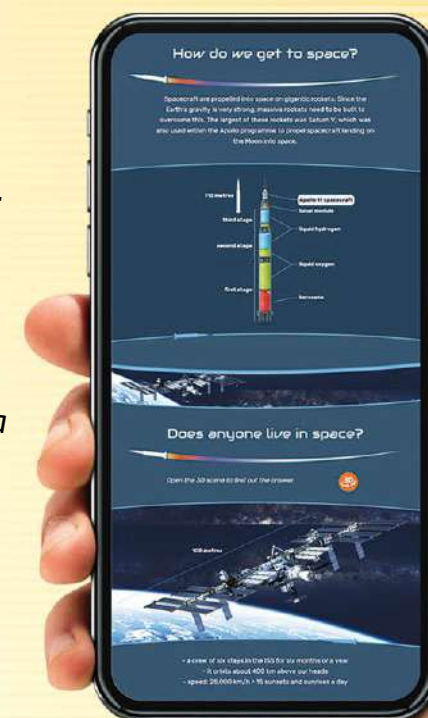 How do we get to space?
Spacecraft are propelled into space on gigantic rockets. Since the
Earth's gravity is very strong, massive rockets need to be built to
overcome this. The largest of these rockets was Saturn V, which was
also used within the Apollo programme to propel spacecraft landing on
the Moon into space.
110 metres
Apollo 11 spacecraft
lunar module
third stage
liquid hydrogen
second stage
liquid oxygen
first stage
kerosene
Does anyone live in space?
Open the 3D scene to find out the answer.
3D
108 metres
- a crew of six stays in the ISS for six months or a year
- it orbits about 400 km above our heads
- speed: 28,000 km/h > 16 sunsets and sunrises a day